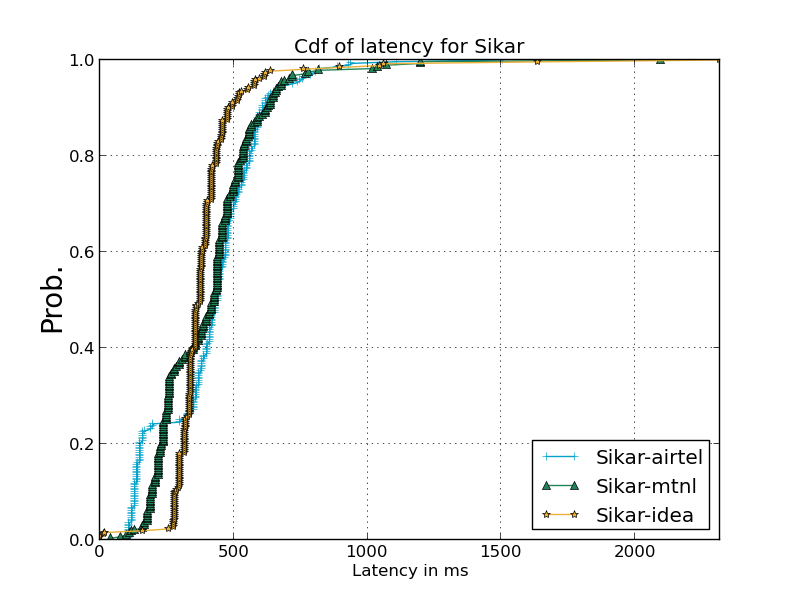 Cdf of latency for Sikar
Prob.
1.0
0.8
0.6
0.4
0.2
0.0
0 500 1000 1500 2000
Latency in ms
Sikar-airtel
Sikar-mtnl
Sikar-idea